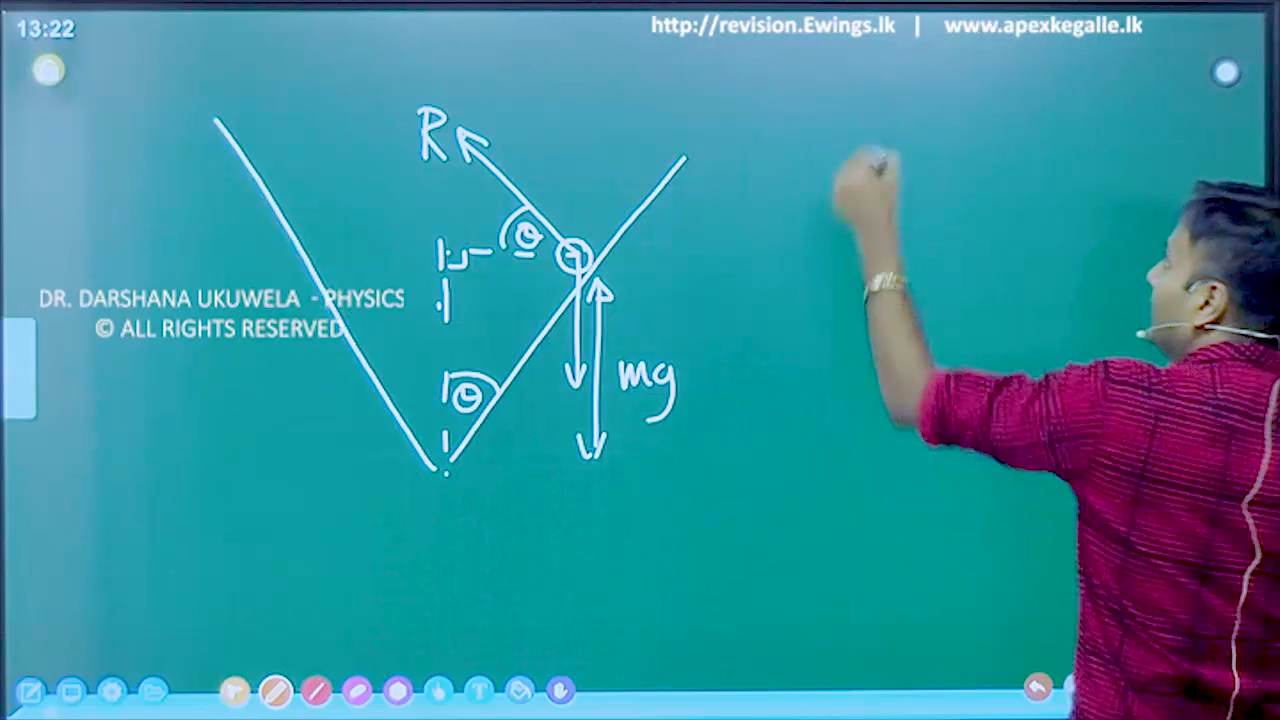 13:22
http://revision.Ewings.lk | www.apexkegalle.lk
R
θ
DR. DARSHANA UKUWELA - PHYSICS
© ALL RIGHTS RESERVED
θ
mg
T